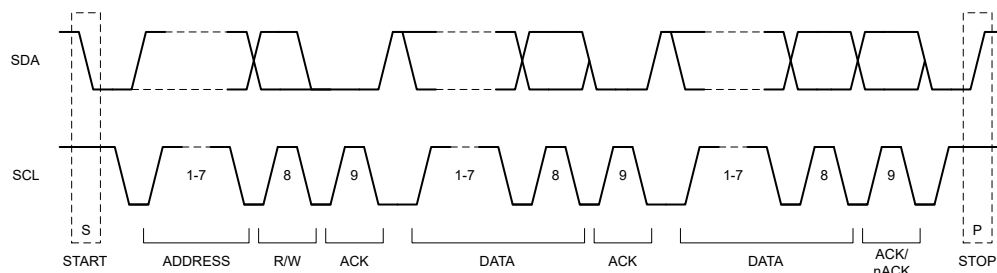 SDA
SCL
1-7 8 9 1-7 8 9 1-7 8 9
S P
START ADDRESS R/W ACK DATA ACK DATA ACK/ STOP
nACK